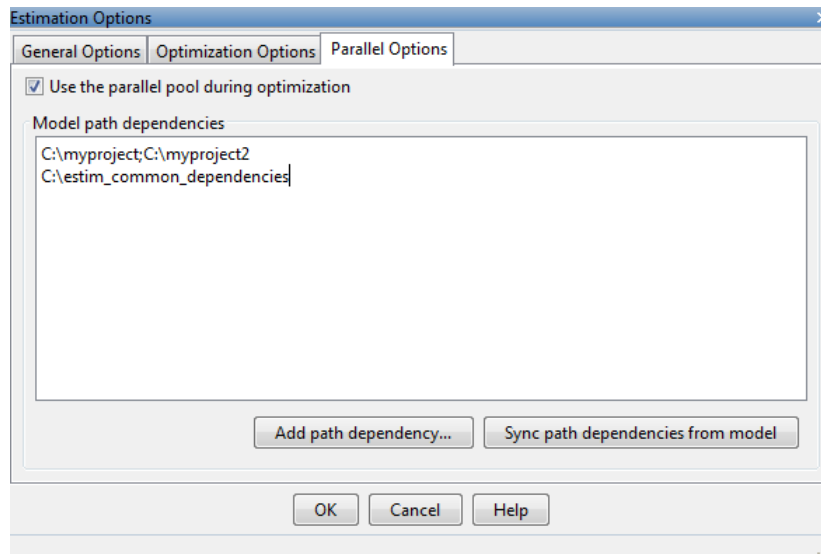 Estimation Options
General Options Optimization Options Parallel Options
Use the parallel pool during optimization
Model path dependencies
C:\myproject;C:\myproject2
C:\estim_common_dependencies
Add path dependency... Sync path dependencies from model
OK Cancel Help